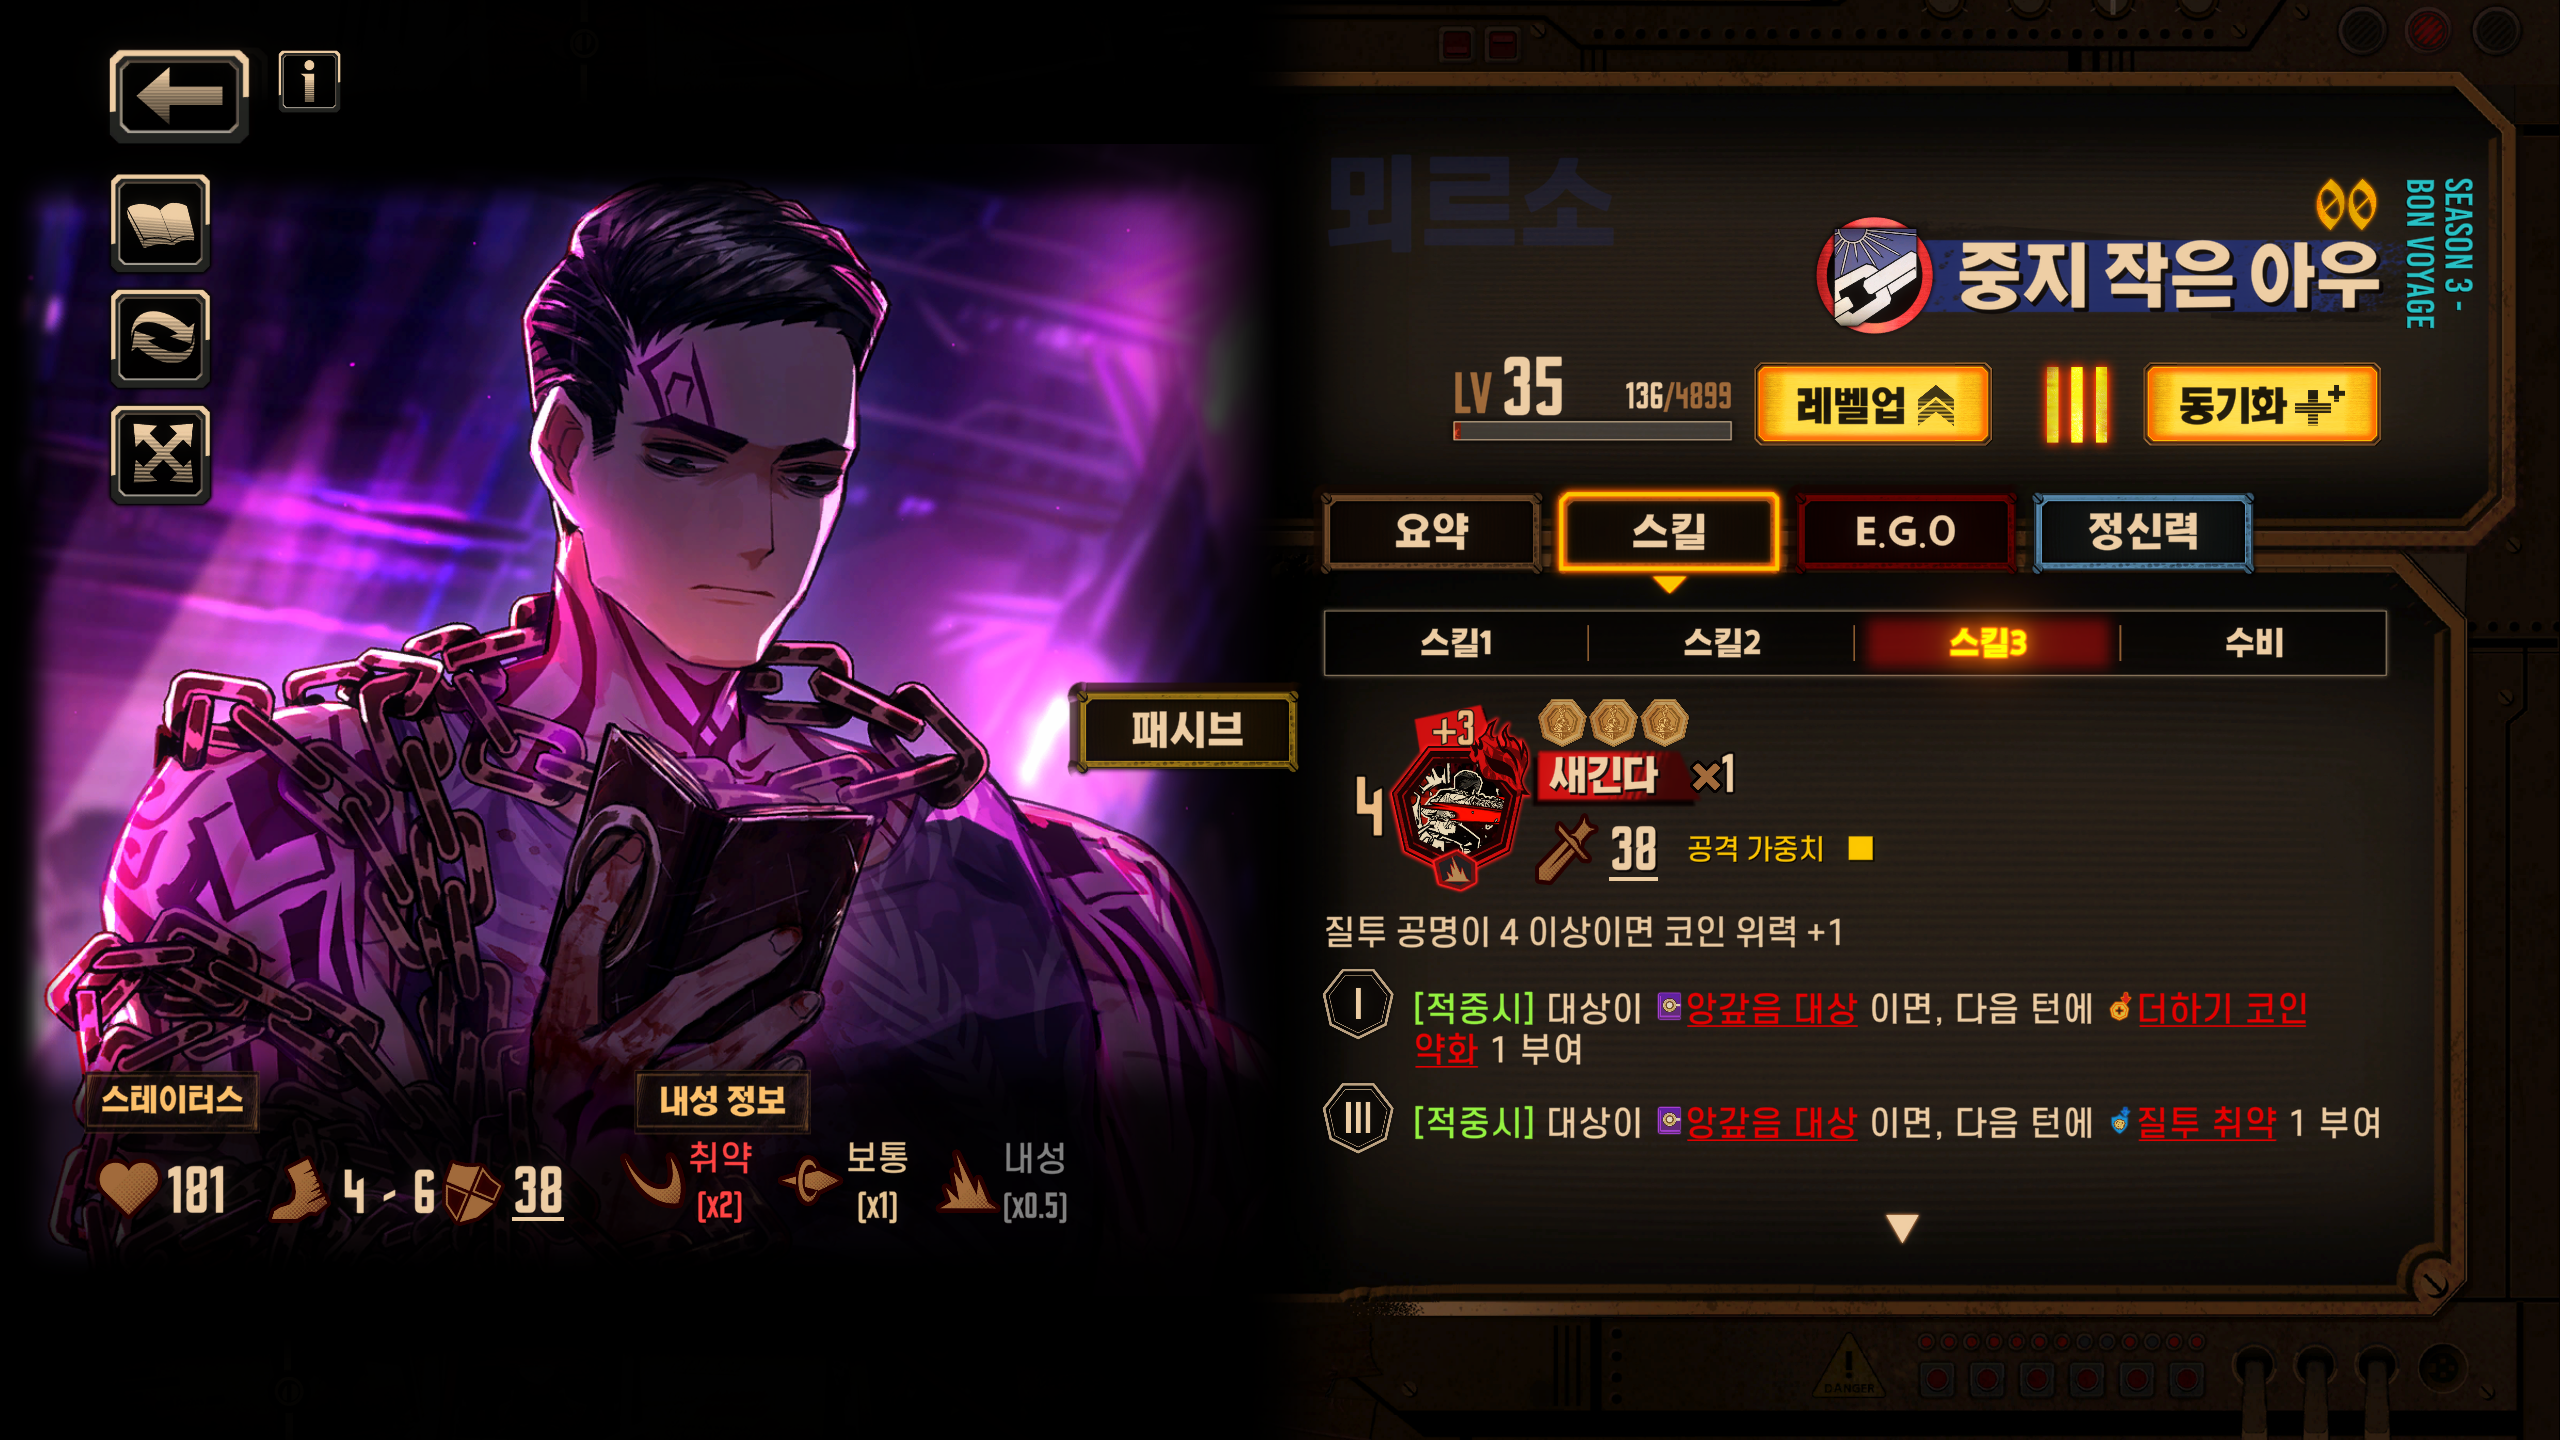 뫼르소
중지 작은 아우
SEASON 3 -
BON VOYAGE
LV 35
136/4899
레벨업
동기화
요약
스킬
E.G.O
정신력
스킬1
스킬2
스킬3
수비
패시브
+3
4
새긴다 ×1
38
공격 가중치
질투 공명이 4 이상이면 코인 위력 +1
I
[적중시] 대상이 앙갚음 대상 이면, 다음 턴에 더하기 코인
약화 1 부여
III
[적중시] 대상이 앙갚음 대상 이면, 다음 턴에 질투 취약 1 부여
스테이터스
181
4 - 6
38
내성 정보
취약
[x2]
보통
[x1]
내성
[x0.5]
DANGER